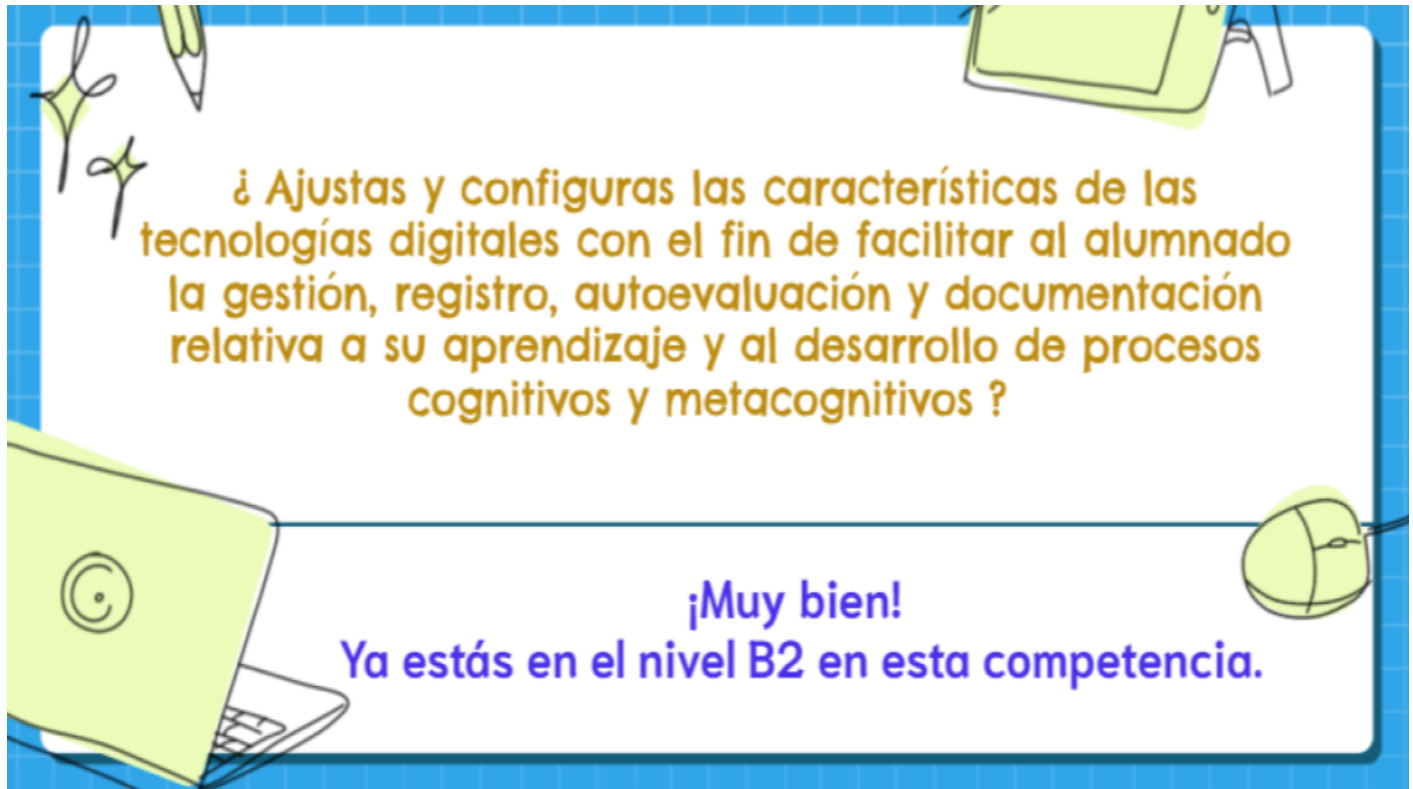 ¿ Ajustas y configuras las características de las
tecnologías digitales con el fin de facilitar al alumnado
la gestión, registro, autoevaluación y documentación
relativa a su aprendizaje y al desarrollo de procesos
cognitivos y metacognitivos ?
¡Muy bien!
Ya estás en el nivel B2 en esta competencia.